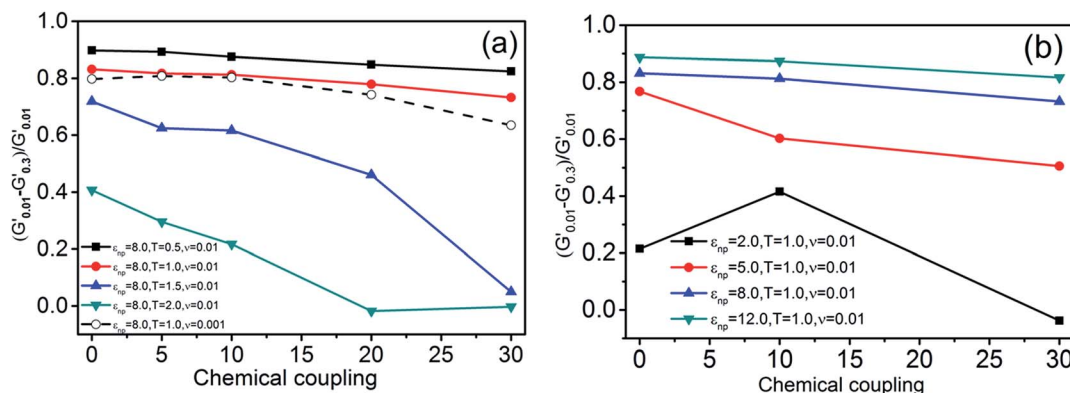 (a)
(G'0.01-G'0.3)/G'0.01
1.0
0.8
0.6
0.4
0.2
0.0
εnp=8.0,T=0.5,ν=0.01
εnp=8.0,T=1.0,ν=0.01
εnp=8.0,T=1.5,ν=0.01
εnp=8.0,T=2.0,ν=0.01
εnp=8.0,T=1.0,ν=0.001
0 5 10 15 20 25 30
Chemical coupling
(b)
(G'0.01-G'0.3)/G'0.01
1.0
0.8
0.6
0.4
0.2
0.0
εnp=2.0,T=1.0,ν=0.01
εnp=5.0,T=1.0,ν=0.01
εnp=8.0,T=1.0,ν=0.01
εnp=12.0,T=1.0,ν=0.01
0 5 10 15 20 25 30
Chemical coupling